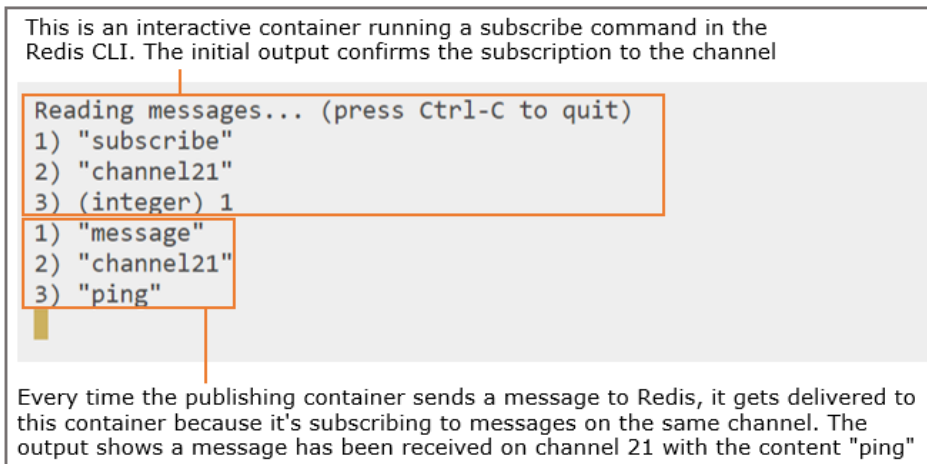 This is an interactive container running a subscribe command in the
Redis CLI. The initial output confirms the subscription to the channel
Reading messages... (press Ctrl-C to quit)
1) "subscribe"
2) "channel21"
3) (integer) 1
1) "message"
2) "channel21"
3) "ping"
Every time the publishing container sends a message to Redis, it gets delivered to
this container because it's subscribing to messages on the same channel. The
output shows a message has been received on channel 21 with the content "ping"